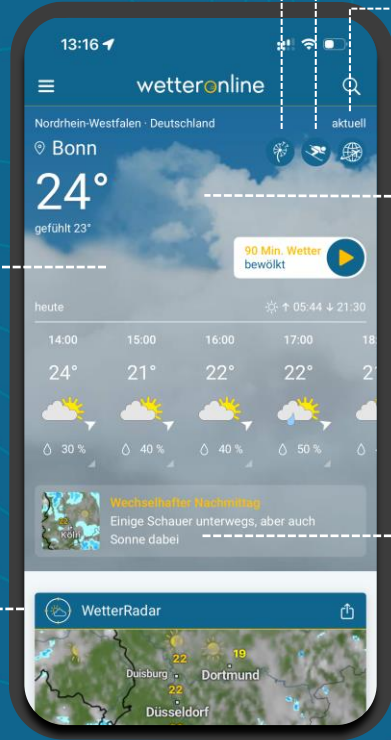 13:16
wetteronline
Nordrhein-Westfalen · Deutschland
aktuell
Bonn
24°
gefühlt 23°
90 Min. Wetter
bewölkt
heute
↑ 05:44 ↓ 21:30
14:00 15:00 16:00 17:00 18
24° 21° 22° 22° 2
30 % 40 % 40 % 50 %
Wechselhafter Nachmittag
Einige Schauer unterwegs, aber auch
Sonne dabei
Köln
WetterRadar
22 19
Duisburg Dortmund
22
Düsseldorf